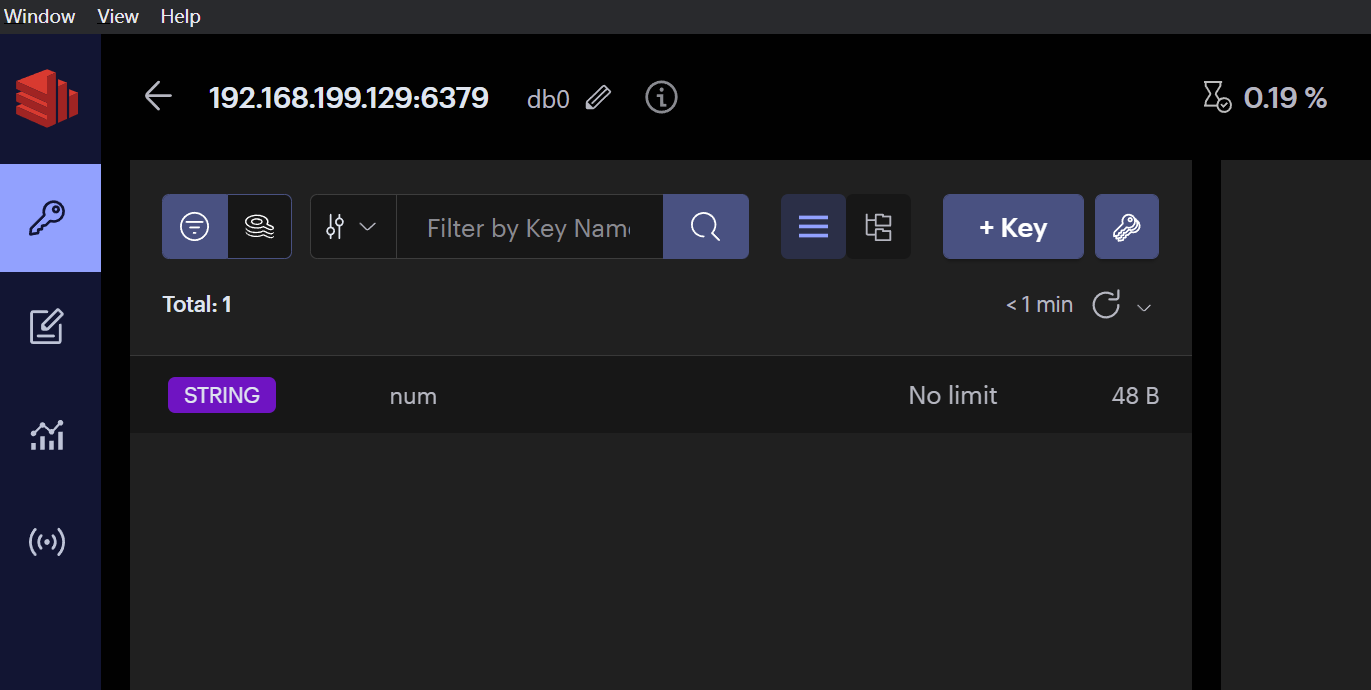 Window View Help
192.168.199.129:6379 db0 0.19 %
Filter by Key Nam + Key
Total: 1 < 1 min
STRING num No limit 48 B